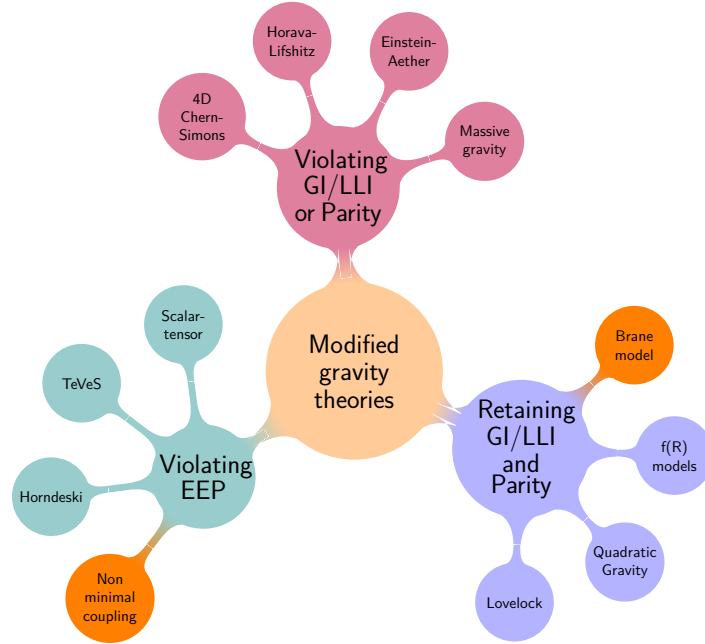 Horava-
Lifshitz
Einstein-
Aether
4D
Chern-
Simons
Massive
gravity
Violating
GI/LLI
or Parity
Modified
gravity
theories
Scalar-
tensor
TeVeS
Horndeski
Non
minimal
coupling
Violating
EEP
Retaining
GI/LLI
and
Parity
Brane
model
f(R)
models
Quadratic
Gravity
Lovelock